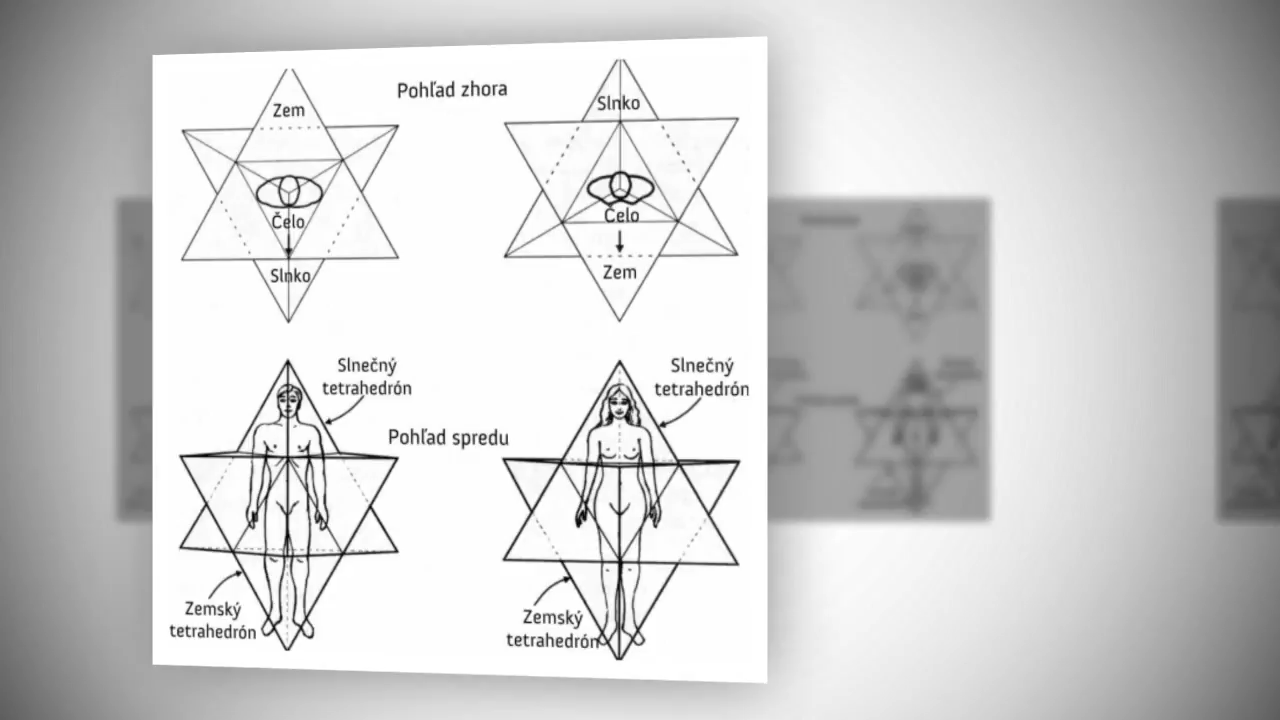 Pohľad zhora
Zem
Čelo
Slnko
Slnko
Čelo
Zem
Slnečný
tetrahedrón
Pohľad spredu
Zemský
tetrahedrón
Slnečný
tetrahedrón
Zemský
tetrahedrón